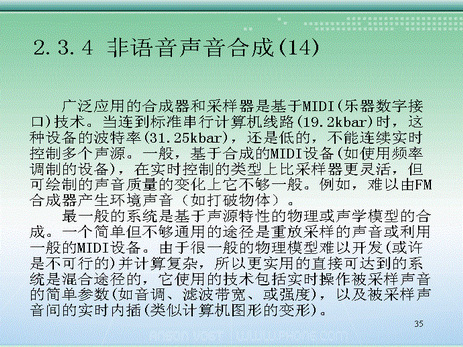 2.3.4 非语音声音合成(14)
广泛应用的合成器和采样器是基于MIDI(乐器数字接
口)技术。当连到标准串行计算机线路(19.2kbar)时，这
种设备的波特率(31.25kbar)，还是低的，不能连续实时
控制多个声源。一般，基于合成的MIDI设备(如使用频率
调制的设备)，在实时控制的类型上比采样器更灵活，但
可绘制的声音质量的变化上它不够一般。例如，难以由FM
合成器产生环境声音（如打破物体）。
最一般的系统是基于声源特性的物理或声学模型的合
成。一个简单但不够通用的途径是重放采样的声音或利用
一般的MIDI设备。由于很一般的物理模型难以开发(或许
是不可行的)并计算复杂，所以更实用的直接可达到的系
统是混合途径的，它使用的技术包括实时操作被采样声音
的简单参数(如音调、滤波带宽、或强度)，以及被采样声
音间的实时内插(类似计算机图形的变形)。
35